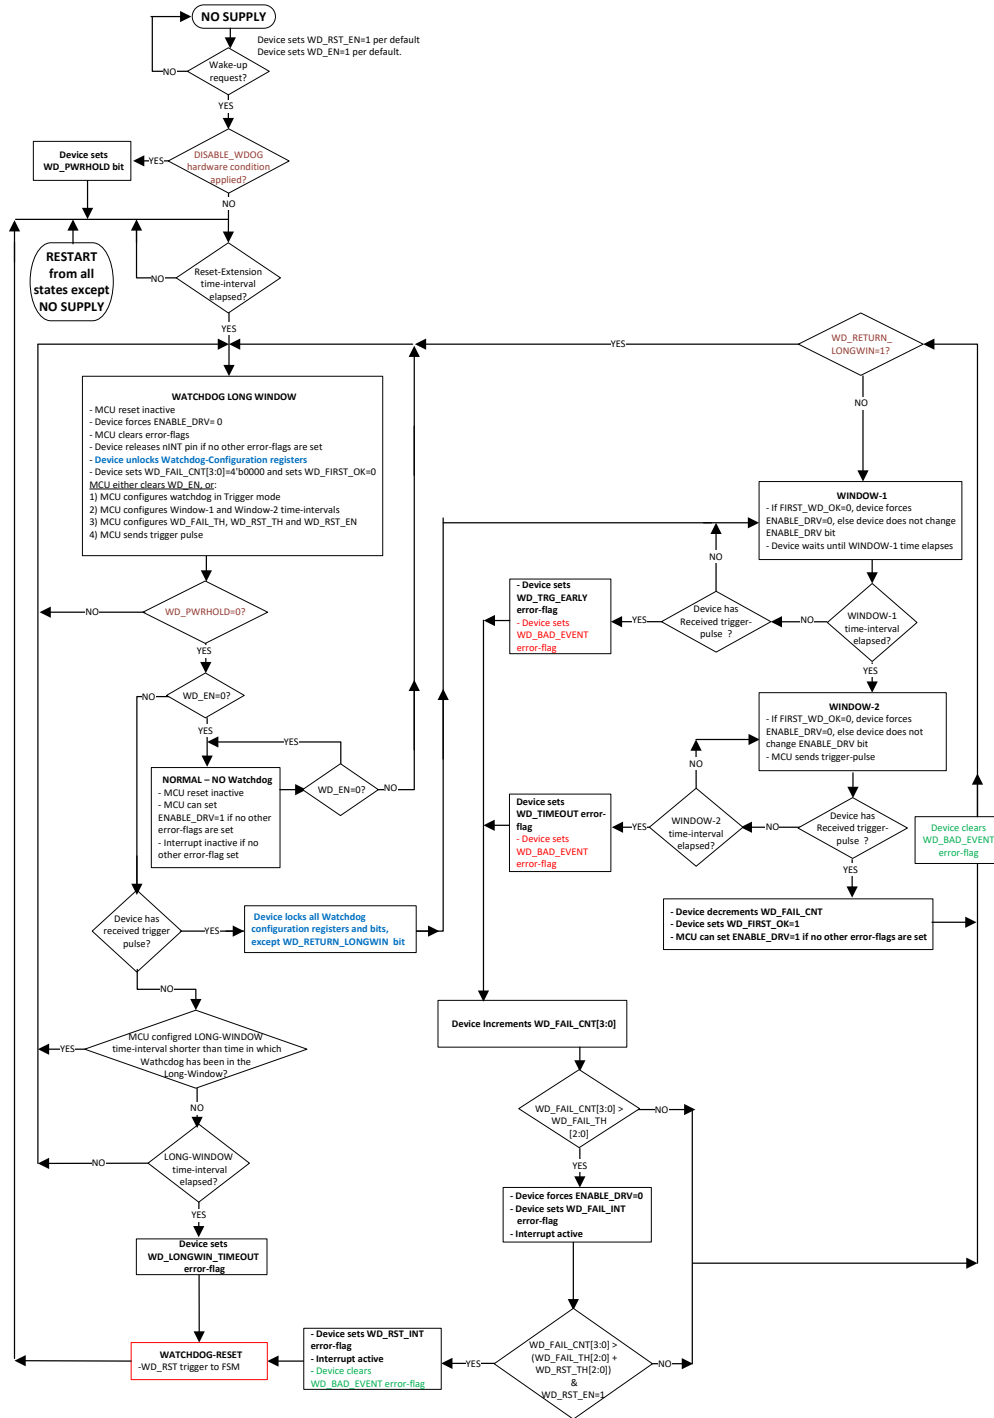 NO SUPPLY
Device sets WD_RST_EN=1 per default
Device sets WD_EN=1 per default.
NO
Wake-up
request?
YES
Device sets
WD_PWRHOLD bit
YES
DISABLE_WDOG
hardware condition
applied?
NO
RESTART
from all
states except
NO SUPPLY
NO
Reset-Extension
time-interval
elapsed?
YES
YES
WD_RETURN_
LONGWIN=1?
NO
WATCHDOG LONG WINDOW
- MCU reset inactive
- Device forces ENABLE_DRV= 0
- MCU clears error-flags
- Device releases nINT pin if no other error-flags are set
- Device unlocks Watchdog-Configuration registers
- Device sets WD_FAIL_CNT[3:0]=4'b0000 and sets WD_FIRST_OK=0
MCU either clears WD_EN, or:
1) MCU configures watchdog in Trigger mode
2) MCU configures Window-1 and Window-2 time-intervals
3) MCU configures WD_FAIL_TH, WD_RST_TH and WD_RST_EN
4) MCU sends trigger pulse
WINDOW-1
- If FIRST_WD_OK=0, device forces
ENABLE_DRV=0, else device does not change
ENABLE_DRV bit
- Device waits until WINDOW-1 time elapses
NO
WD_PWRHOLD=0?
YES
- Device sets
WD_TRG_EARLY
error-flag
- Device sets
WD_BAD_EVENT
error-flag
YES
Device has
Received trigger-
pulse ?
NO
NO
WINDOW-1
time-interval
elapsed?
YES
NO
WD_EN=0?
YES
YES
WINDOW-2
- If FIRST_WD_OK=0, device forces
ENABLE_DRV=0, else device does not
change ENABLE_DRV bit
- MCU sends trigger-pulse
NORMAL – NO Watchdog
- MCU reset inactive
- MCU can set
ENABLE_DRV=1 if no other
error-flags are set
- Interrupt inactive if no
other error-flag set
WD_EN=0?
NO
Device sets
WD_TIMEOUT error-
flag
- Device sets
WD_BAD_EVENT
error-flag
YES
WINDOW-2
time-interval
elapsed?
NO
NO
Device has
Received trigger-
pulse ?
YES
Device clears
WD_BAD_EVENT
error-flag
Device has
received trigger
pulse?
YES
Device locks all Watchdog
configuration registers and bits,
except WD_RETURN_LONGWIN bit
- Device decrements WD_FAIL_CNT
- Device sets WD_FIRST_OK=1
- MCU can set ENABLE_DRV=1 if no other error-flags are set
NO
Device Increments WD_FAIL_CNT[3:0]
YES
MCU configred LONG-WINDOW
time-interval shorter than time in which
Wathcdog has been in the
Long-Window?
NO
WD_FAIL_CNT[3:0] >
WD_FAIL_TH
[2:0]
NO
YES
NO
LONG-WINDOW
time-interval
elapsed?
YES
- Device forces ENABLE_DRV=0
- Device sets WD_FAIL_INT
error-flag
- Interrupt active
Device sets
WD_LONGWIN_TIMEOUT
error-flag
WATCHDOG-RESET
-WD_RST trigger to FSM
- Device sets WD_RST_INT
error-flag
- Interrupt active
- Device clears
WD_BAD_EVENT error-flag
YES
WD_FAIL_CNT[3:0] >
(WD_FAIL_TH[2:0] +
WD_RST_TH[2:0])
&
WD_RST_EN=1
NO